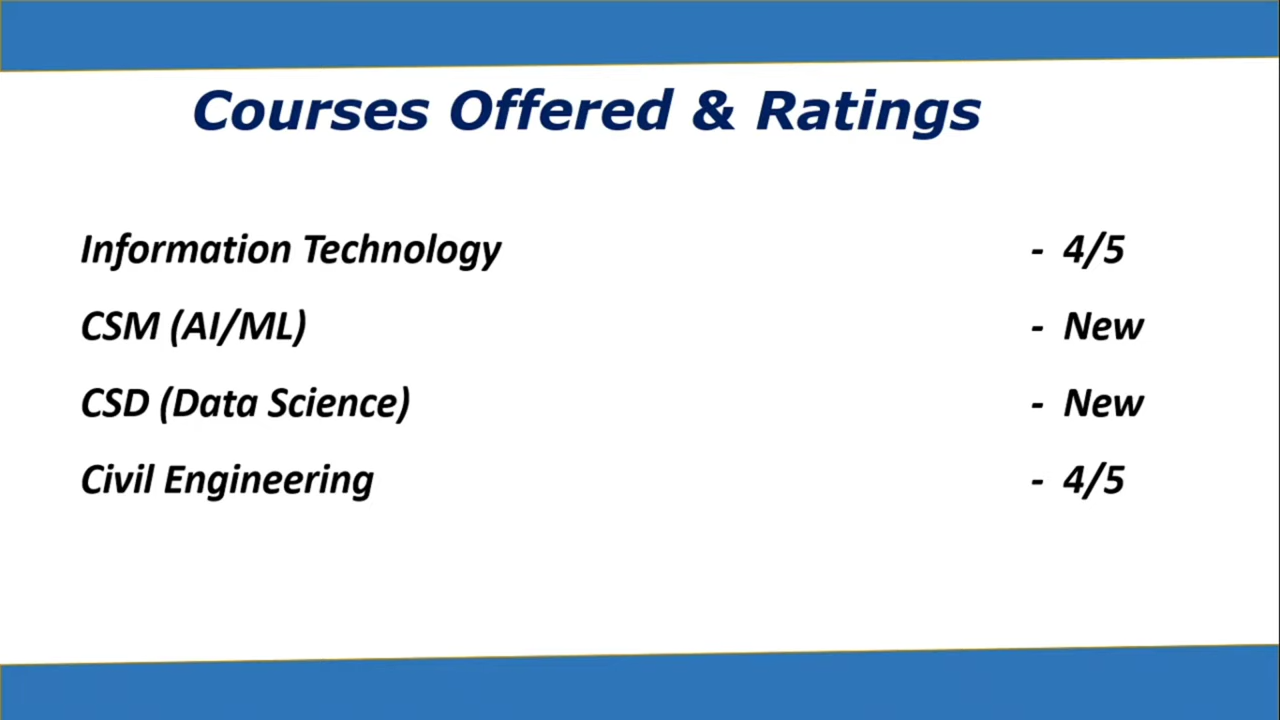 Courses Offered & Ratings
Information Technology - 4/5
CSM (AI/ML) - New
CSD (Data Science) - New
Civil Engineering - 4/5